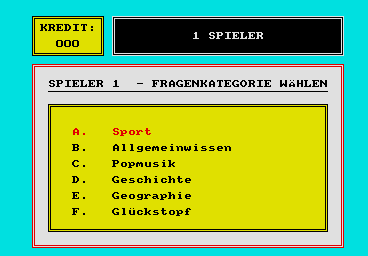 KREDIT:
000
1 SPIELER
SPIELER 1 - FRAGENKATEGORIE WÄHLEN
A. Sport
B. Allgemeinwissen
C. Popmusik
D. Geschichte
E. Geographie
F. Glückstopf